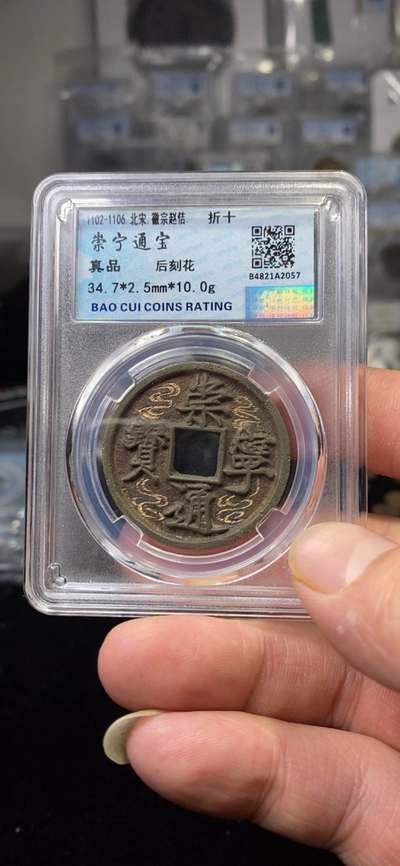 1102-1106 北宋.徽宗赵佶 折十
崇宁通宝
真品 后刻花
34.7*2.5mm*10.0g
B4821A2057
BAO CUI COINS RATING
崇
寳 寧
通